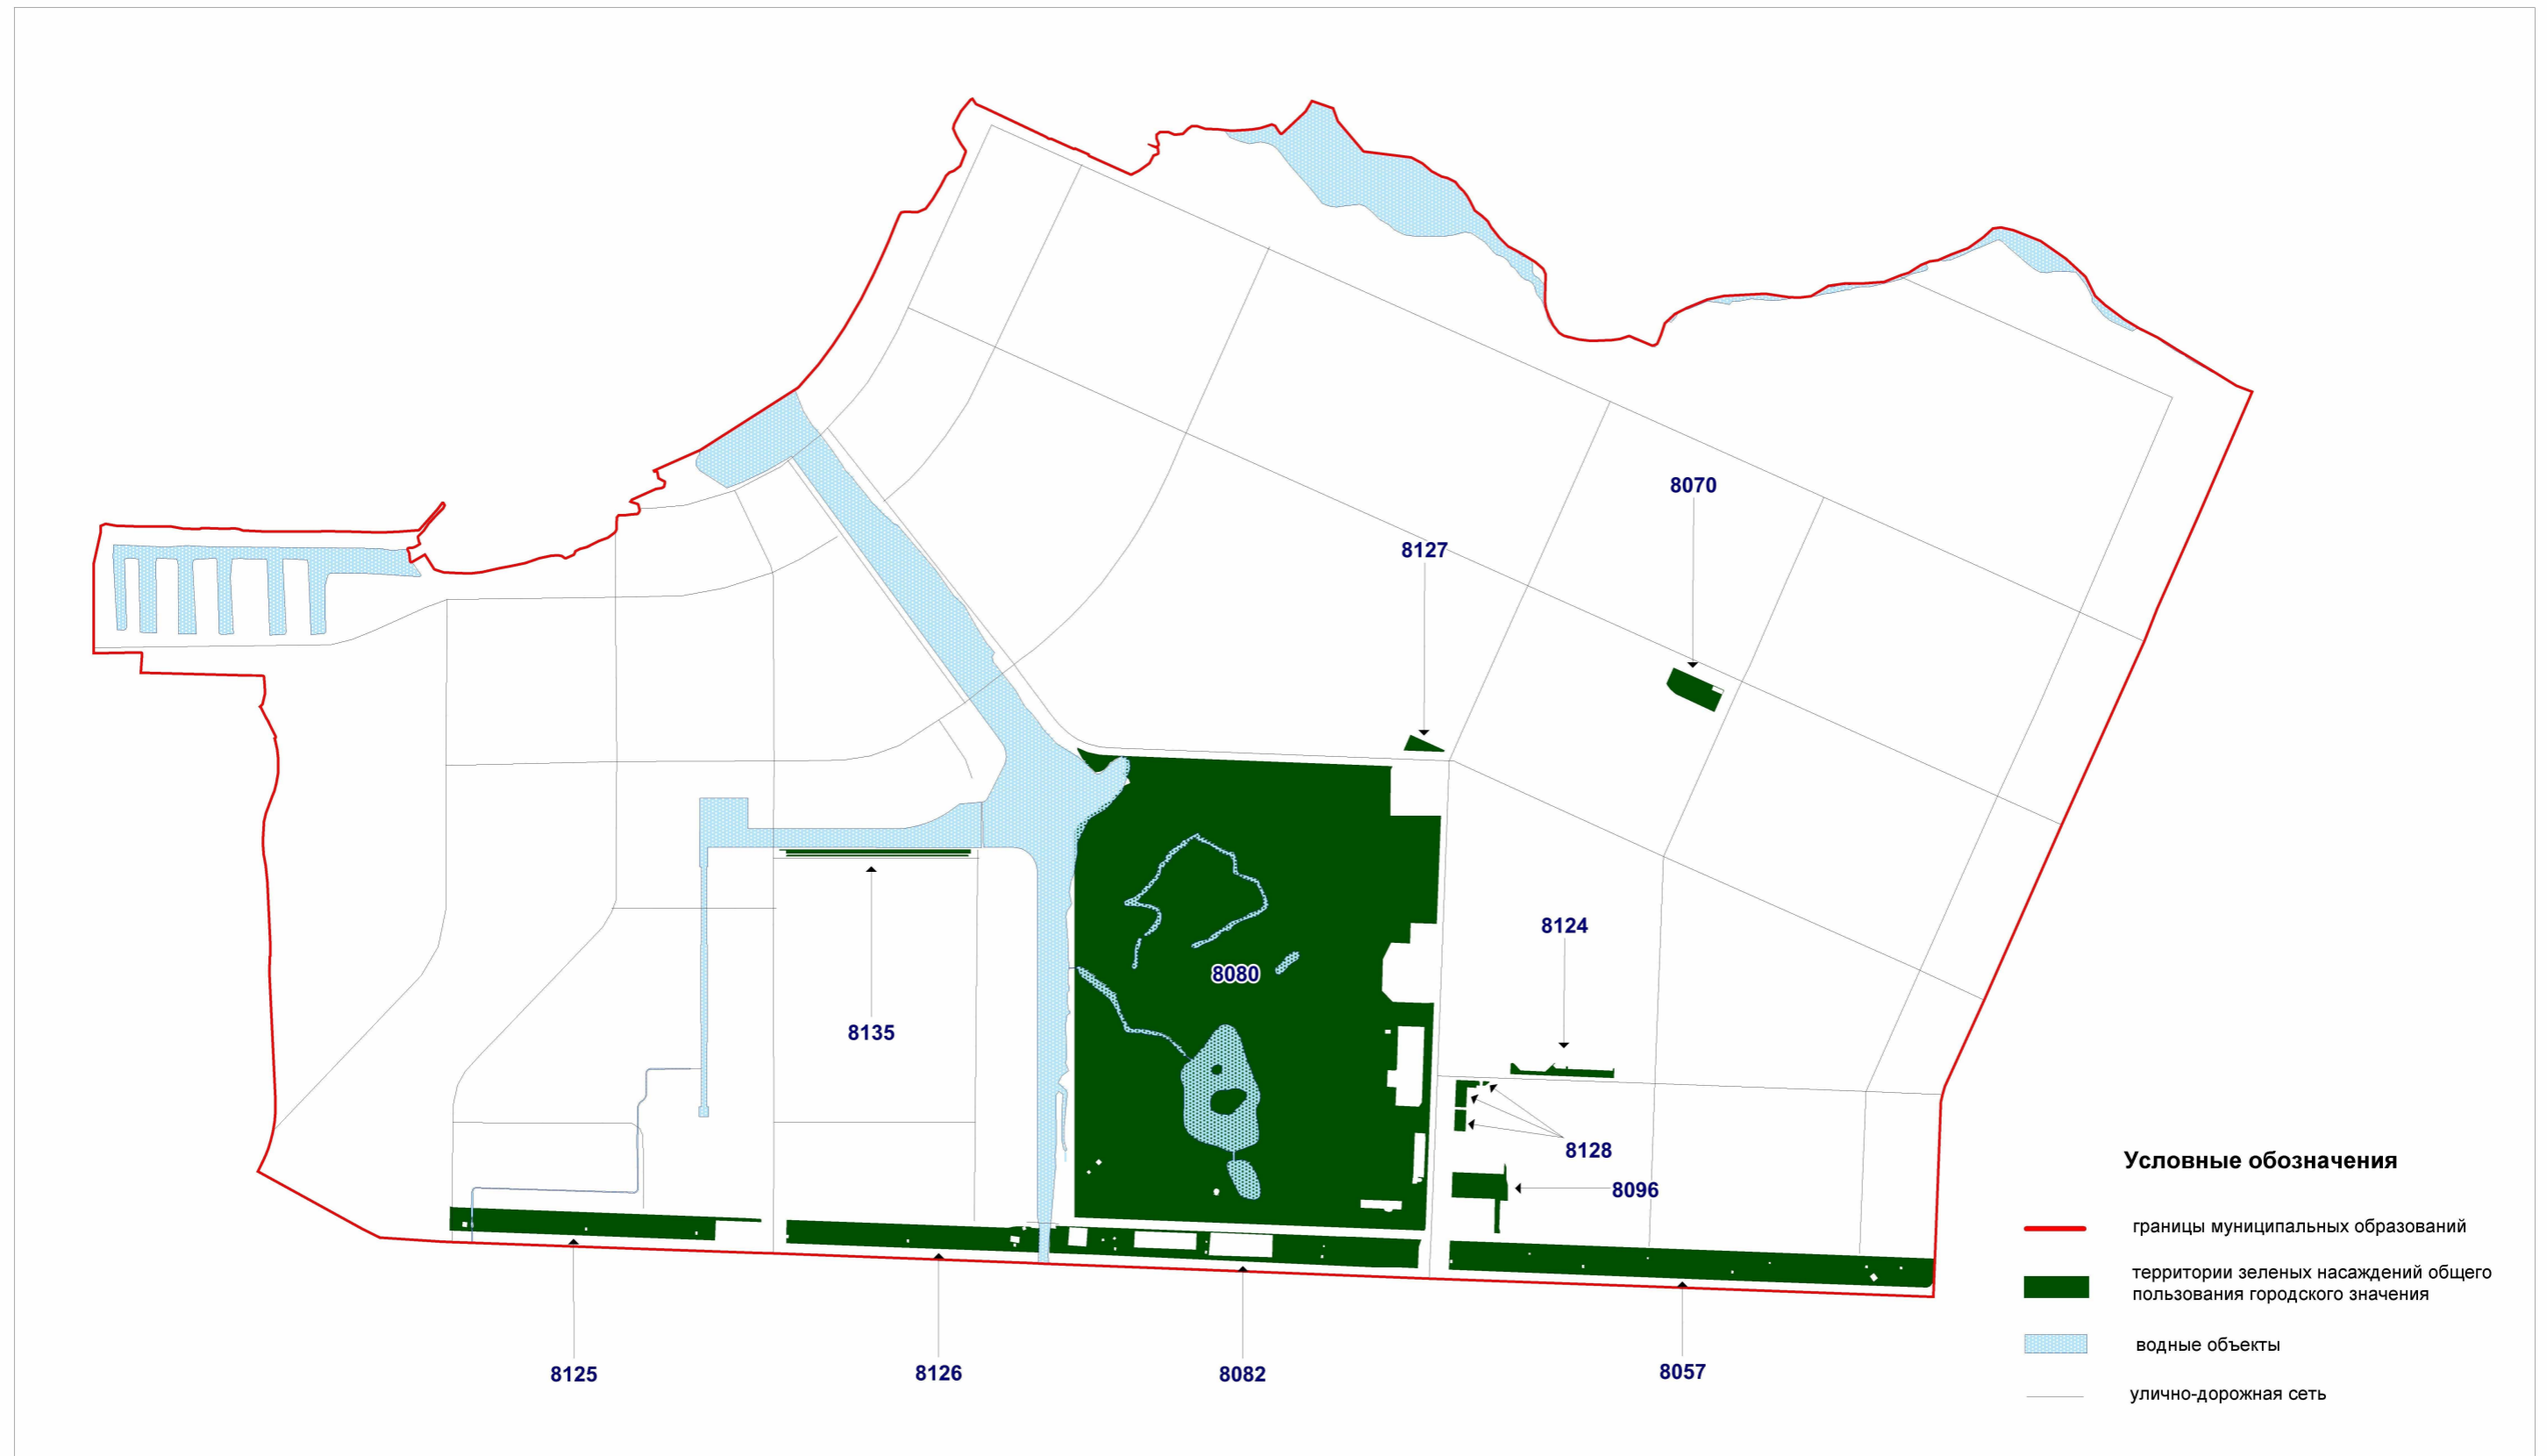 8070
8127
8124
8080
8135
8128
8096
8125
8126
8082
8057
Условные обозначения
границы муниципальных образований
территории зеленых насаждений общего
пользования городского значения
водные объекты
улично-дорожная сеть